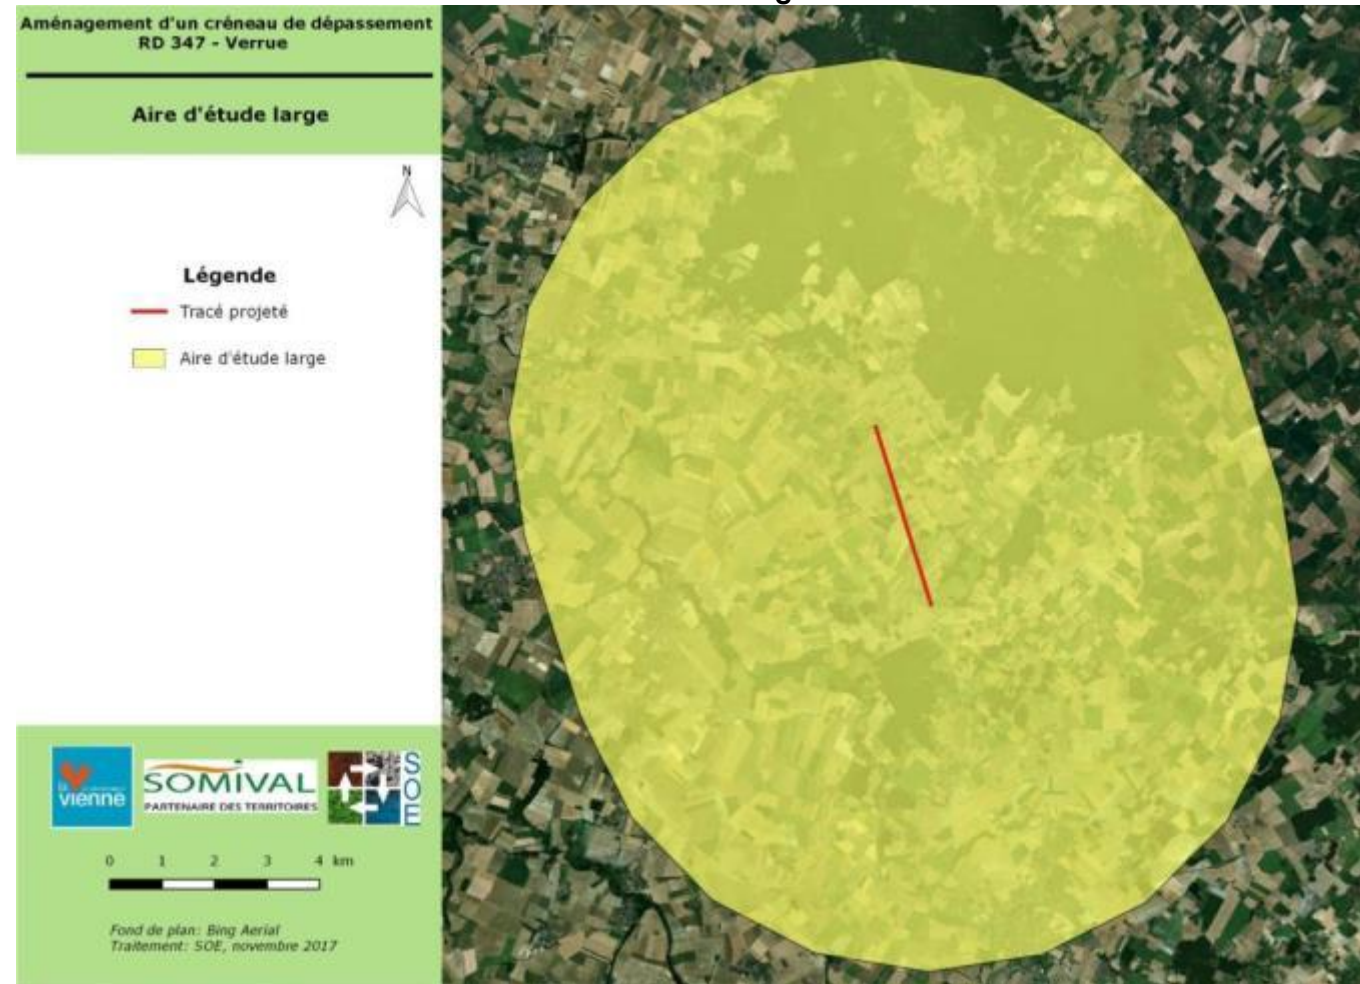 Aménagement d'un créneau de dépassement
RD 347 - Verrue
Aire d'étude large
N
Légende
Tracé projeté
Aire d'étude large
la
vienne
SOMIVAL
PARTENAIRE DES TERRITOIRES
SOE
0 1 2 3 4 km
Fond de plan: Bing Aerial
Traitement: SOE, novembre 2017